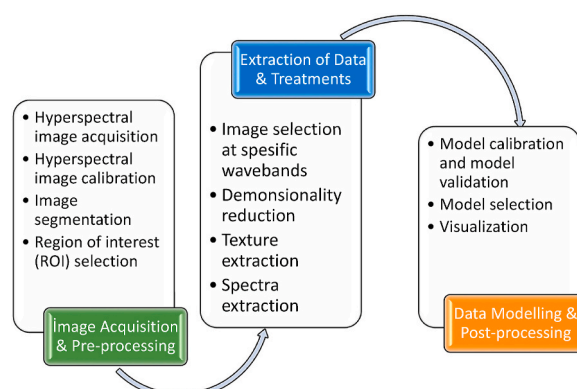 • Hyperspectral
image acquisition
• Hyperspectral
image calibration
• Image
segmentation
• Region of interest
(ROI) selection
İmage Acquisition
& Pre-processing
Extraction of Data
& Treatments
• Image selection
at spesific
wavebands
• Demonsionality
reduction
• Texture
extraction
• Spectra
extraction
• Model calibration
and model
validation
• Model selection
• Visualization
Data Modelling &
Post-processing